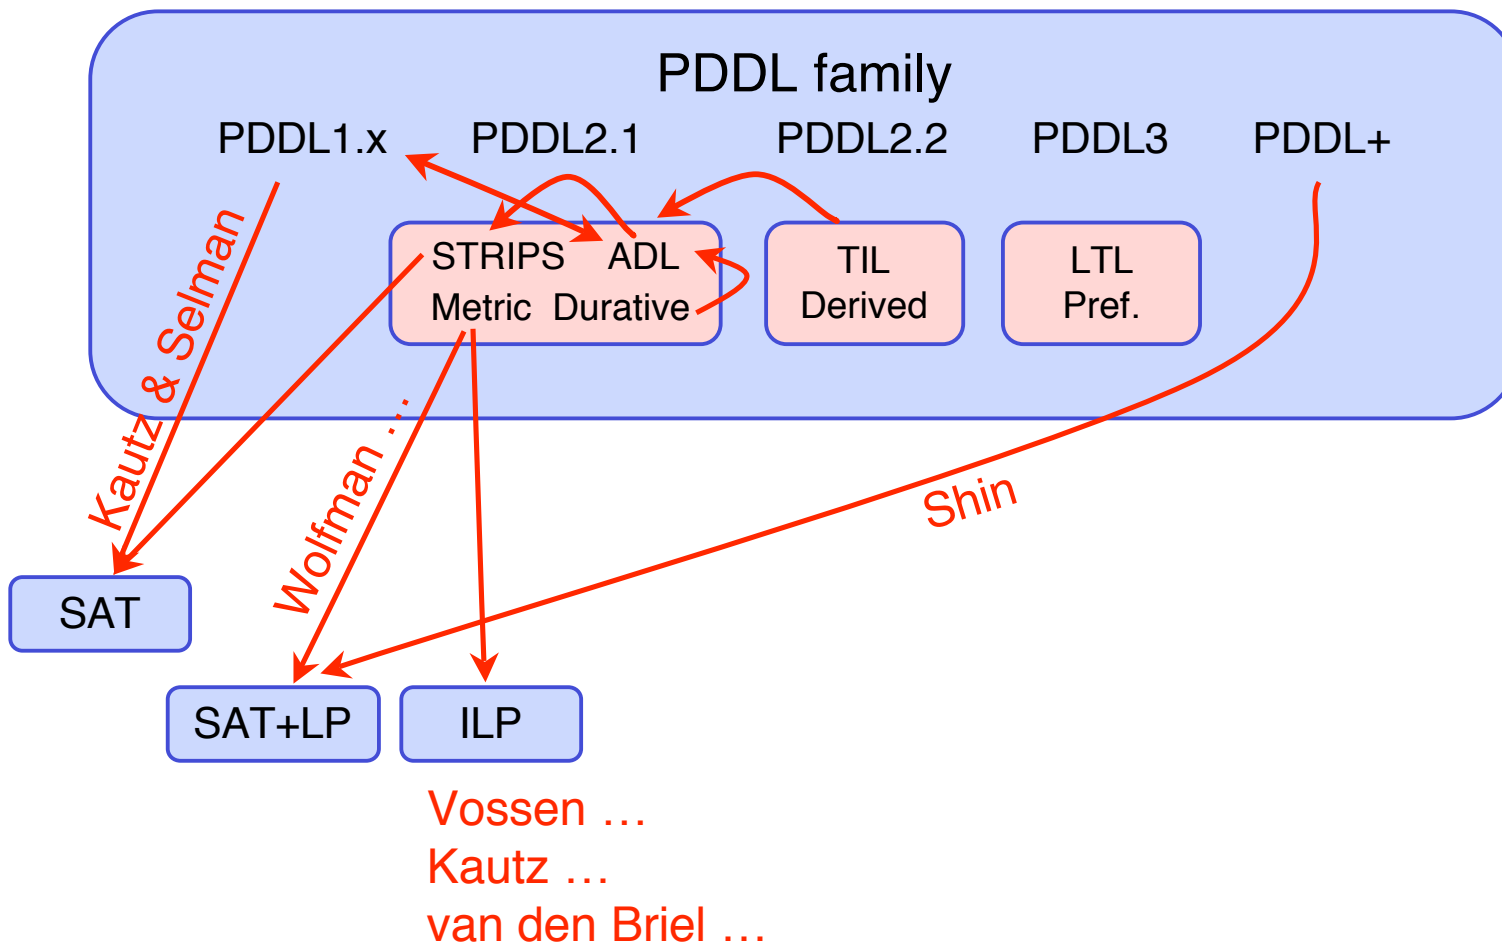 PDDL family
PDDL1.x PDDL2.1 PDDL2.2 PDDL3 PDDL+
STRIPS ADL
Metric Durative
TIL
Derived
LTL
Pref.
Kautz & Selman
Wolfman …
Shin
SAT
SAT+LP
ILP
Vossen …
Kautz …
van den Briel …